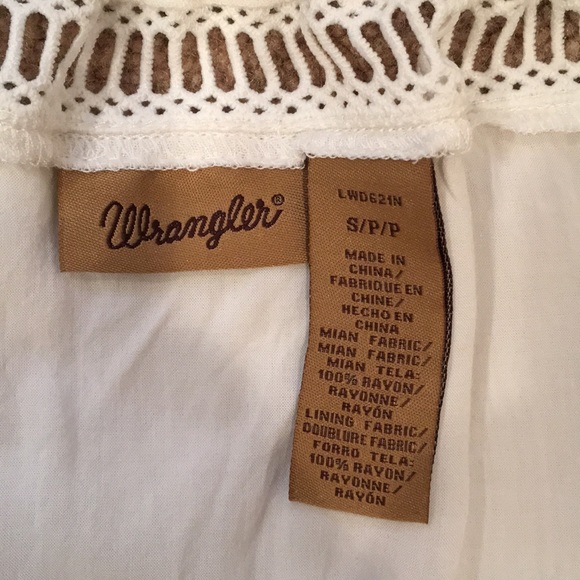 Wrangler®
LWD621N
S/P/P
MADE IN
CHINA/
FABRIQUE EN
CHINE/
HECHO EN
CHINA
MIAN FABRIC/
MIAN FABRIC/
MIAN TELA:
100% RAYON/
RAYONNE/
RAYÓN
LINING FABRIC/
DOUBLURE FABRIC/
FORRO TELA:
100% RAYON/
RAYONNE/
RAYÓN